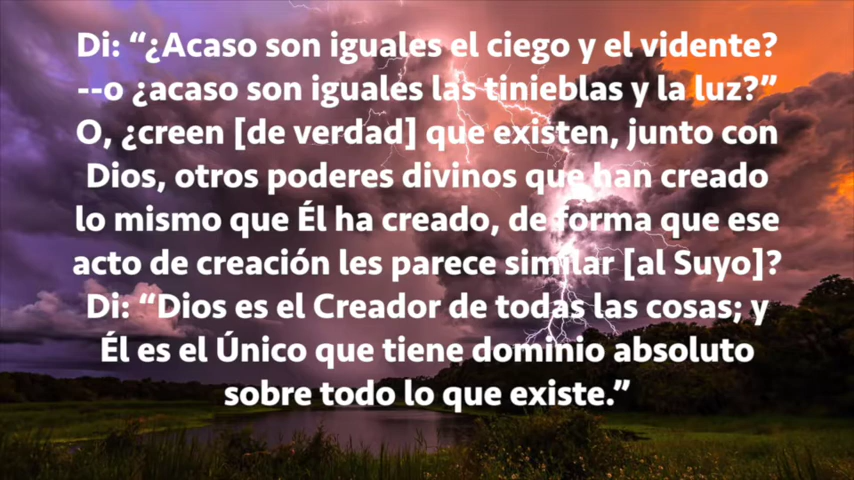 Di: “¿Acaso son iguales el ciego y el vidente?
--o ¿acaso son iguales las tinieblas y la luz?”
O, ¿creen [de verdad] que existen, junto con
Dios, otros poderes divinos que han creado
lo mismo que Él ha creado, de forma que ese
acto de creación les parece similar [al Suyo]?
Di: “Dios es el Creador de todas las cosas; y
Él es el Único que tiene dominio absoluto
sobre todo lo que existe.”